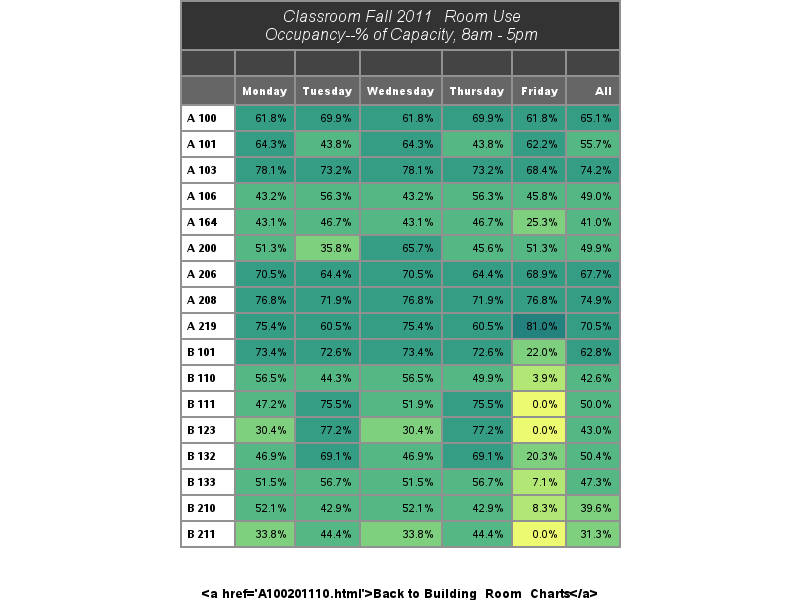 Classroom Fall 2011 Room Use
Occupancy--% of Capacity, 8am - 5pm
Monday Tuesday Wednesday Thursday Friday All
A 100 61.8% 69.9% 61.8% 69.9% 61.8% 65.1%
A 101 64.3% 43.8% 64.3% 43.8% 62.2% 55.7%
A 103 78.1% 73.2% 78.1% 73.2% 68.4% 74.2%
A 106 43.2% 56.3% 43.2% 56.3% 45.8% 49.0%
A 164 43.1% 46.7% 43.1% 46.7% 25.3% 41.0%
A 200 51.3% 35.8% 65.7% 45.6% 51.3% 49.9%
A 206 70.5% 64.4% 70.5% 64.4% 68.9% 67.7%
A 208 76.8% 71.9% 76.8% 71.9% 76.8% 74.9%
A 219 75.4% 60.5% 75.4% 60.5% 81.0% 70.5%
B 101 73.4% 72.6% 73.4% 72.6% 22.0% 62.8%
B 110 56.5% 44.3% 56.5% 49.9% 3.9% 42.6%
B 111 47.2% 75.5% 51.9% 75.5% 0.0% 50.0%
B 123 30.4% 77.2% 30.4% 77.2% 0.0% 43.0%
B 132 46.9% 69.1% 46.9% 69.1% 20.3% 50.4%
B 133 51.5% 56.7% 51.5% 56.7% 7.1% 47.3%
B 210 52.1% 42.9% 52.1% 42.9% 8.3% 39.6%
B 211 33.8% 44.4% 33.8% 44.4% 0.0% 31.3%
<a href='A100201110.html'>Back to Building_Room_Charts</a>